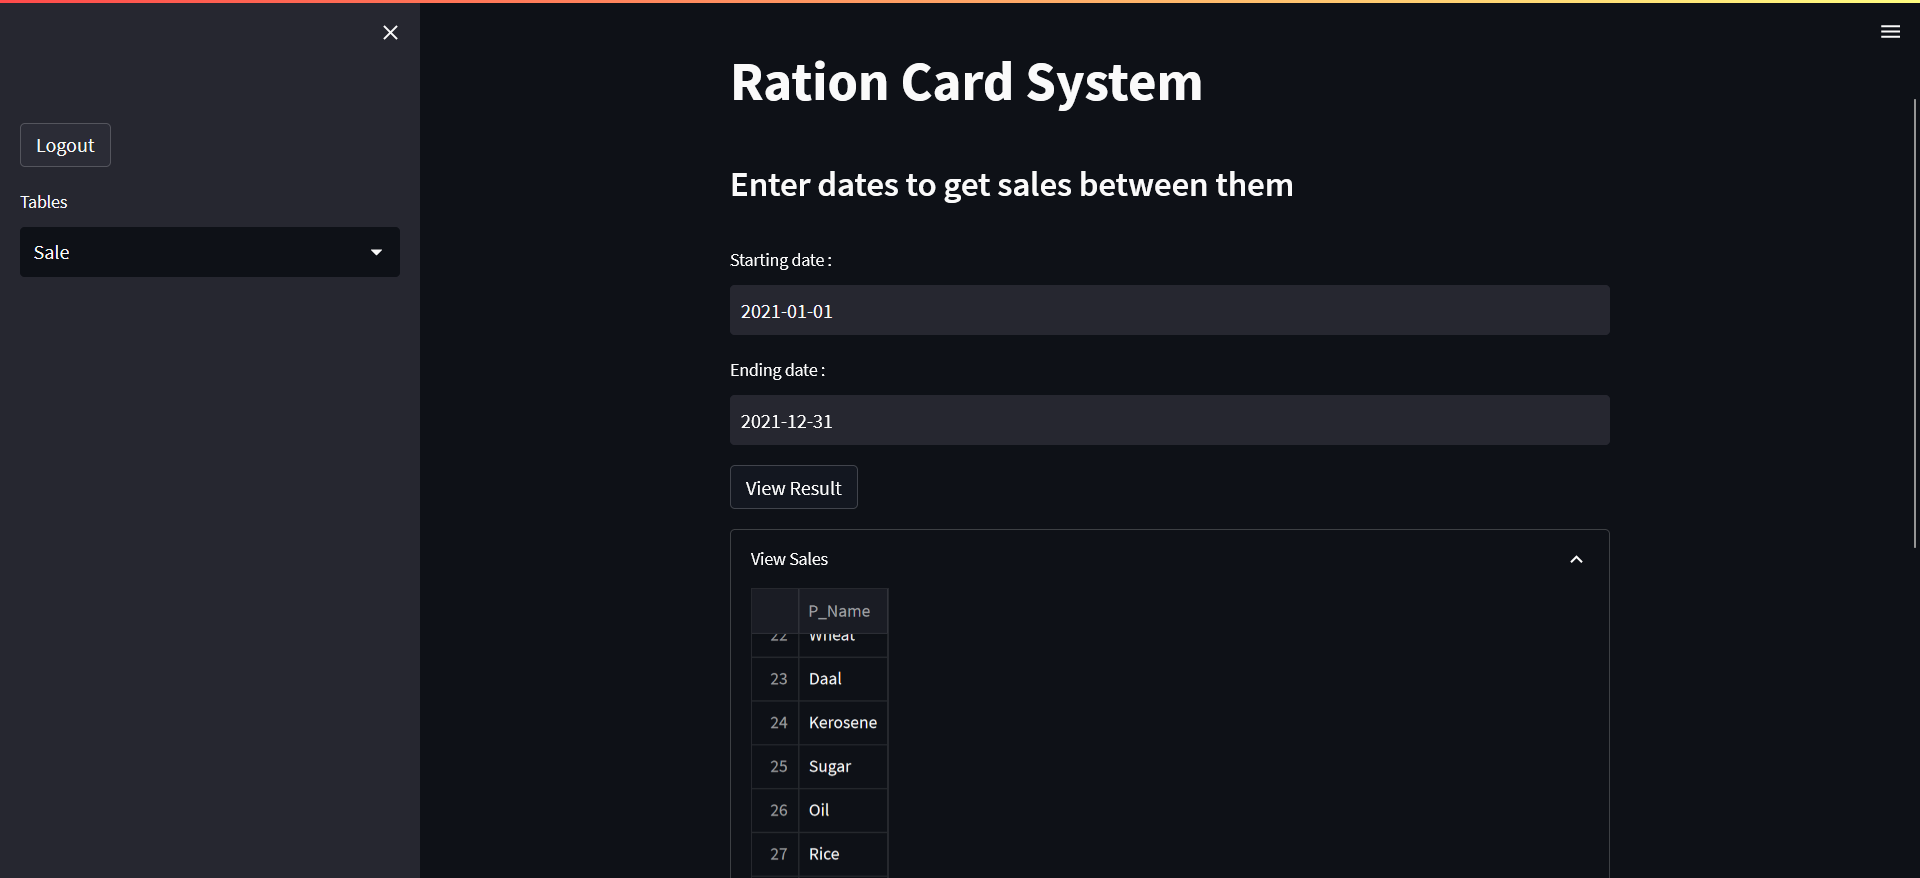 Ration Card System
Logout
Tables
Sale
Enter dates to get sales between them
Starting date :
2021-01-01
Ending date :
2021-12-31
View Result
View Sales
P_Name
22 Wheat
23 Daal
24 Kerosene
25 Sugar
26 Oil
27 Rice